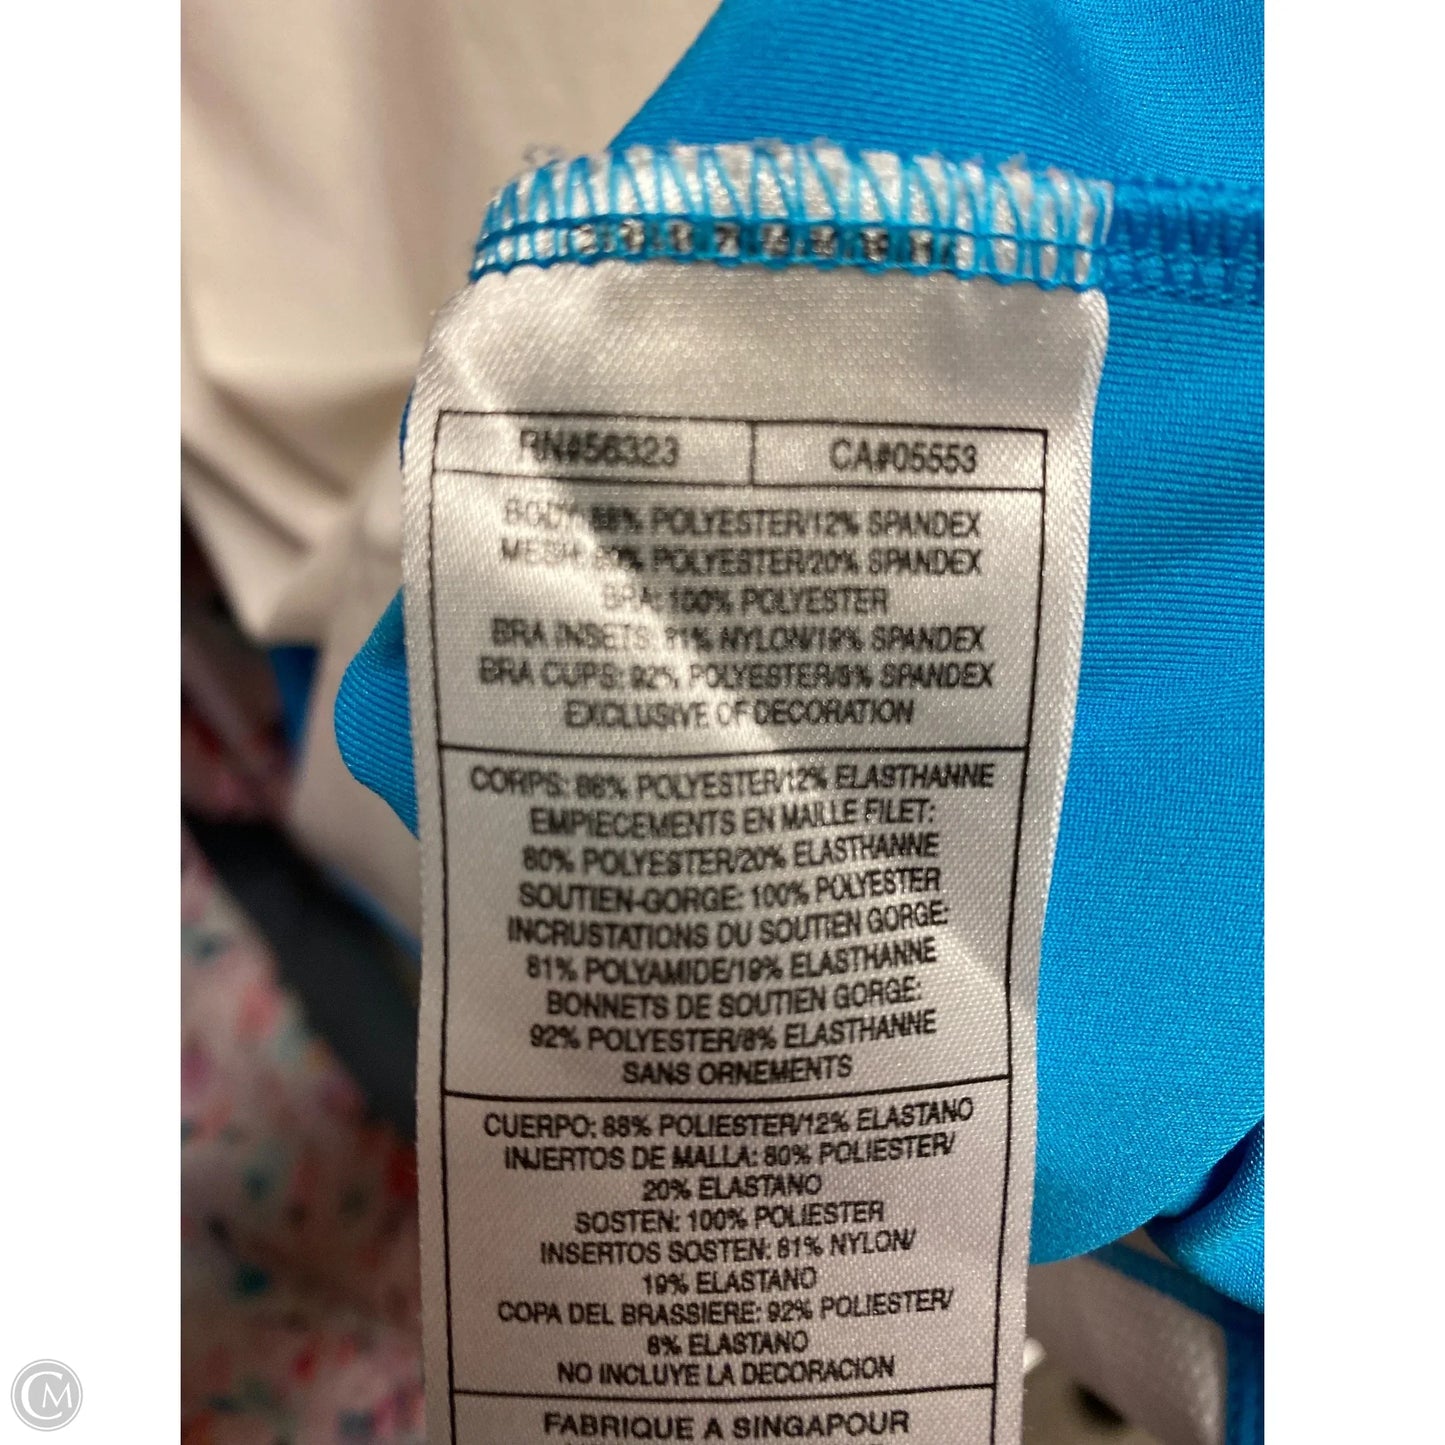 RN#56323 CA#05553
BODY: 88% POLYESTER/12% SPANDEX
MESH: 80% POLYESTER/20% SPANDEX
BRA: 100% POLYESTER
BRA INSETS: 81% NYLON/19% SPANDEX
BRA CUPS: 92% POLYESTER/8% SPANDEX
EXCLUSIVE OF DECORATION
CORPS: 88% POLYESTER/12% ELASTHANNE
EMPIECEMENTS EN MAILLE FILET:
80% POLYESTER/20% ELASTHANNE
SOUTIEN-GORGE: 100% POLYESTER
INCRUSTATIONS DU SOUTIEN GORGE:
81% POLYAMIDE/19% ELASTHANNE
BONNETS DE SOUTIEN GORGE:
92% POLYESTER/8% ELASTHANNE
SANS ORNEMENTS
CUERPO: 88% POLIESTER/12% ELASTANO
INJERTOS DE MALLA: 80% POLIESTER/
20% ELASTANO
SOSTEN: 100% POLIESTER
INSERTOS SOSTEN: 81% NYLON/
19% ELASTANO
COPA DEL BRASSIERE: 92% POLIESTER/
8% ELASTANO
NO INCLUYE LA DECORACION
FABRIQUE A SINGAPOUR
CM